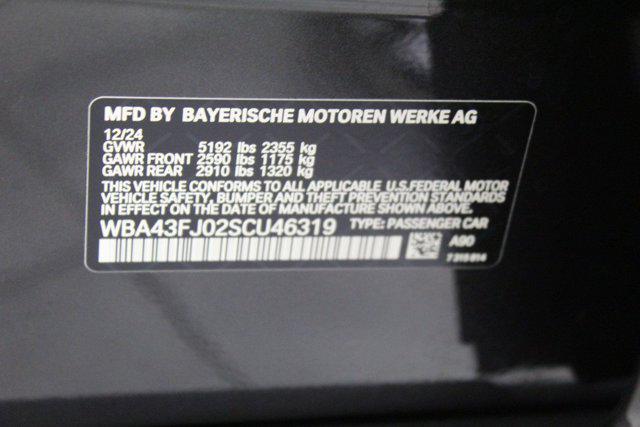 MFD BY BAYERISCHE MOTOREN WERKE AG
12/24
GVWR 5192 lbs 2355 kg
GAWR FRONT 2590 lbs 1175 kg
GAWR REAR 2910 lbs 1320 kg
THIS VEHICLE CONFORMS TO ALL APPLICABLE U.S.FEDERAL MOTOR
VEHICLE SAFETY, BUMPER, AND THEFT PREVENTION STANDARDS
IN EFFECT ON THE DATE OF MANUFACTURE SHOWN ABOVE.
WBA43FJ02SCU46319 TYPE: PASSENGER CAR
A90